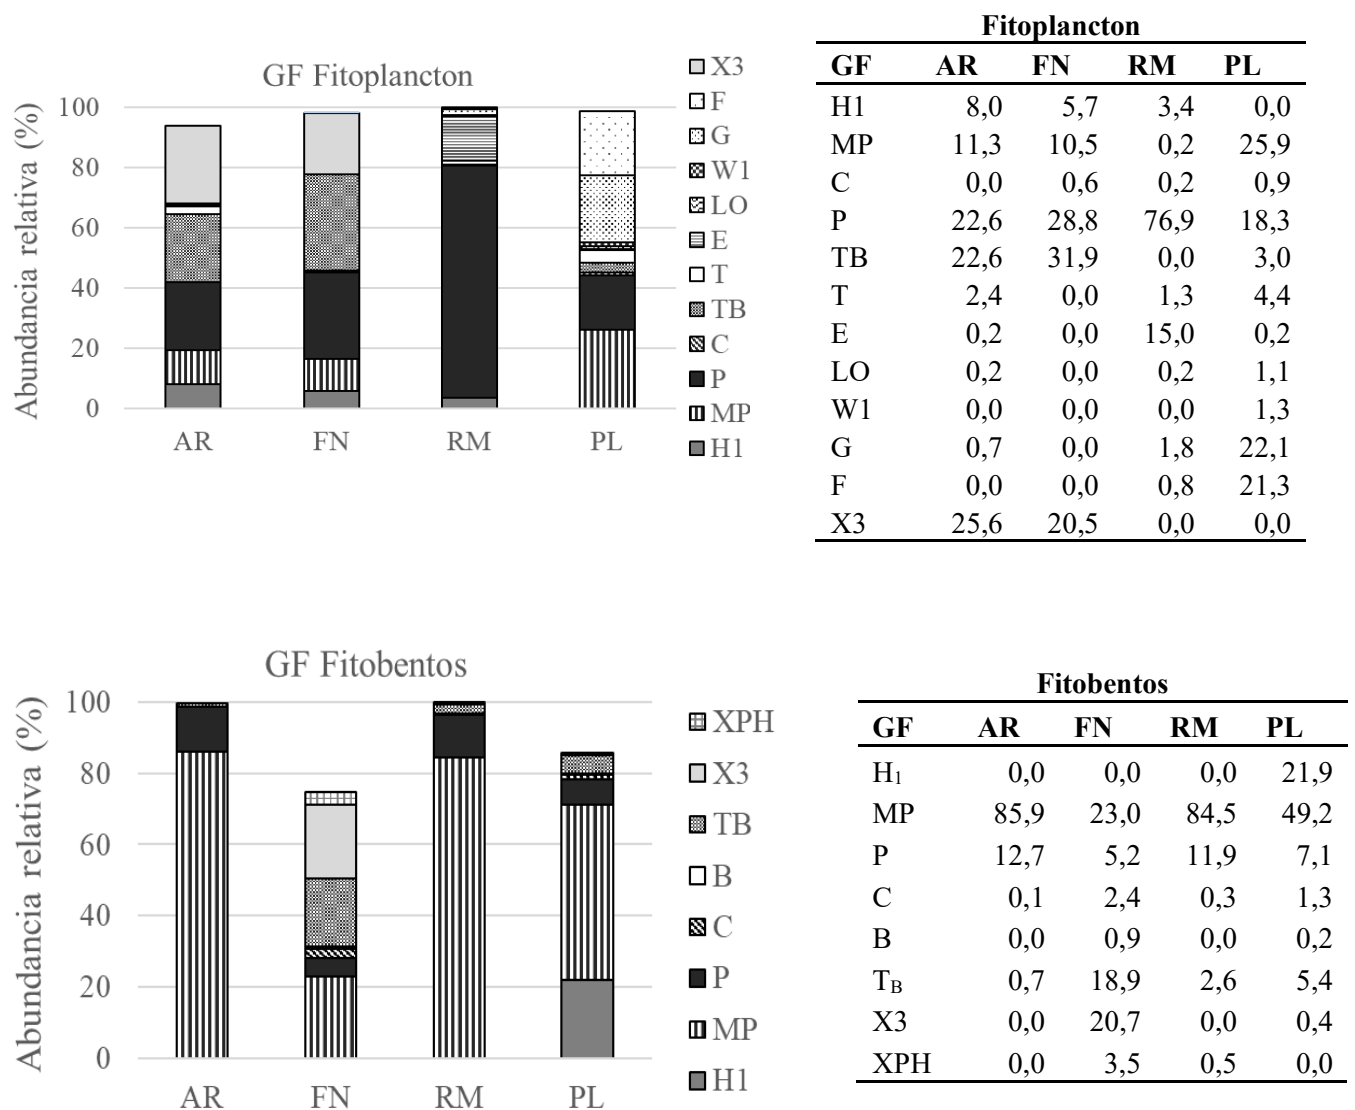 GF Fitoplancton
Abundancia relativa (%)
100
80
60
40
20
0
AR FN RM PL
X3
F
G
W1
LO
E
T
TB
C
P
MP
H1
Fitoplancton
GF AR FN RM PL
H1 8,0 5,7 3,4 0,0
MP 11,3 10,5 0,2 25,9
C 0,0 0,6 0,2 0,9
P 22,6 28,8 76,9 18,3
TB 22,6 31,9 0,0 3,0
T 2,4 0,0 1,3 4,4
E 0,2 0,0 15,0 0,2
LO 0,2 0,0 0,2 1,1
W1 0,0 0,0 0,0 1,3
G 0,7 0,0 1,8 22,1
F 0,0 0,0 0,8 21,3
X3 25,6 20,5 0,0 0,0
GF Fitobentos
Abundancia relativa (%)
100
80
60
40
20
0
AR FN RM PL
XPH
X3
TB
B
C
P
MP
H1
Fitobentos
GF AR FN RM PL
H₁ 0,0 0,0 0,0 21,9
MP 85,9 23,0 84,5 49,2
P 12,7 5,2 11,9 7,1
C 0,1 2,4 0,3 1,3
B 0,0 0,9 0,0 0,2
T_B 0,7 18,9 2,6 5,4
X3 0,0 20,7 0,0 0,4
XPH 0,0 3,5 0,5 0,0